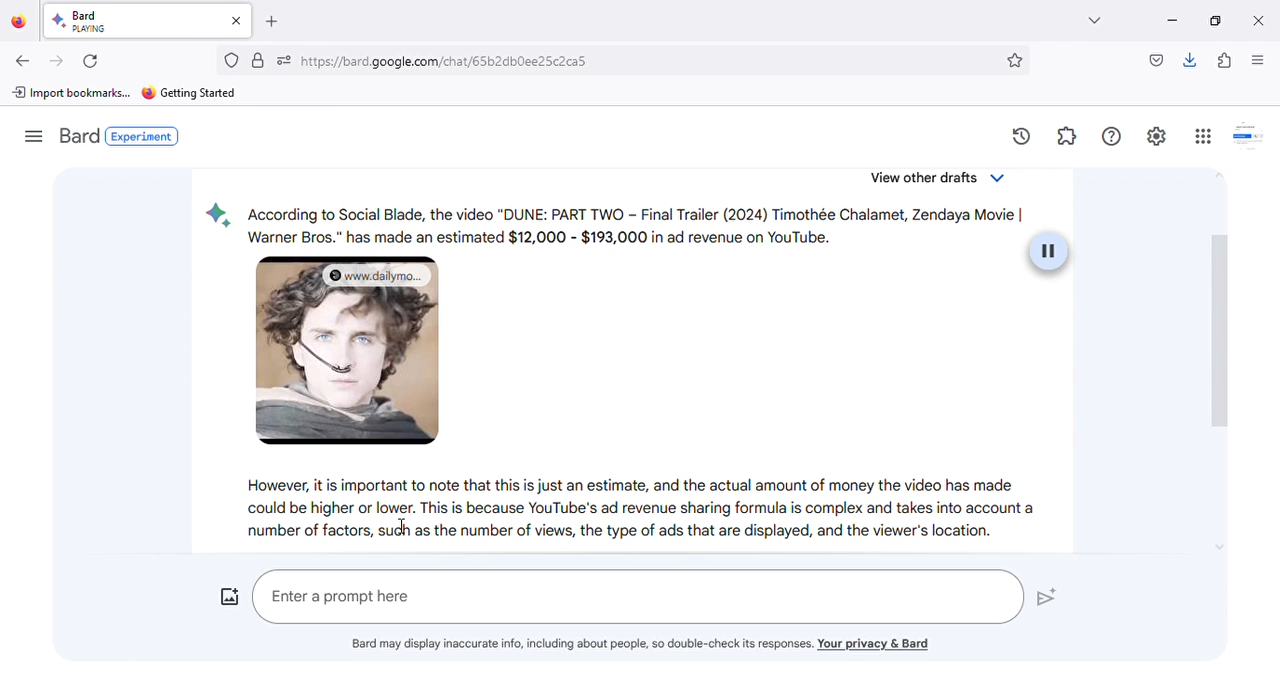 Bard
PLAYING
https://bard.google.com/chat/65b2db0ee25c2ca5
Import bookmarks...
Getting Started
Bard Experiment
View other drafts
According to Social Blade, the video "DUNE: PART TWO – Final Trailer (2024) Timothée Chalamet, Zendaya Movie |
Warner Bros." has made an estimated $12,000 - $193,000 in ad revenue on YouTube.
www.dailymo...
However, it is important to note that this is just an estimate, and the actual amount of money the video has made
could be higher or lower. This is because YouTube's ad revenue sharing formula is complex and takes into account a
number of factors, such as the number of views, the type of ads that are displayed, and the viewer's location.
Enter a prompt here
Bard may display inaccurate info, including about people, so double-check its responses. Your privacy & Bard